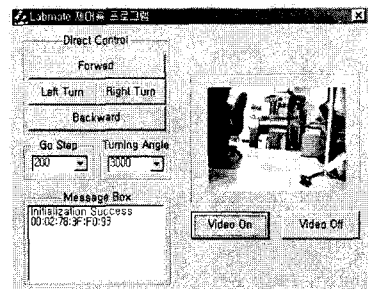 Labmate 제어용 프로그램
Direct Control
Forwad
Left Turn
Right Turn
Backward
Go Step
Turning Angle
200
3000
Message Box
Initialization Success
00:02:78:3F:F0:93
Video On
Video Off